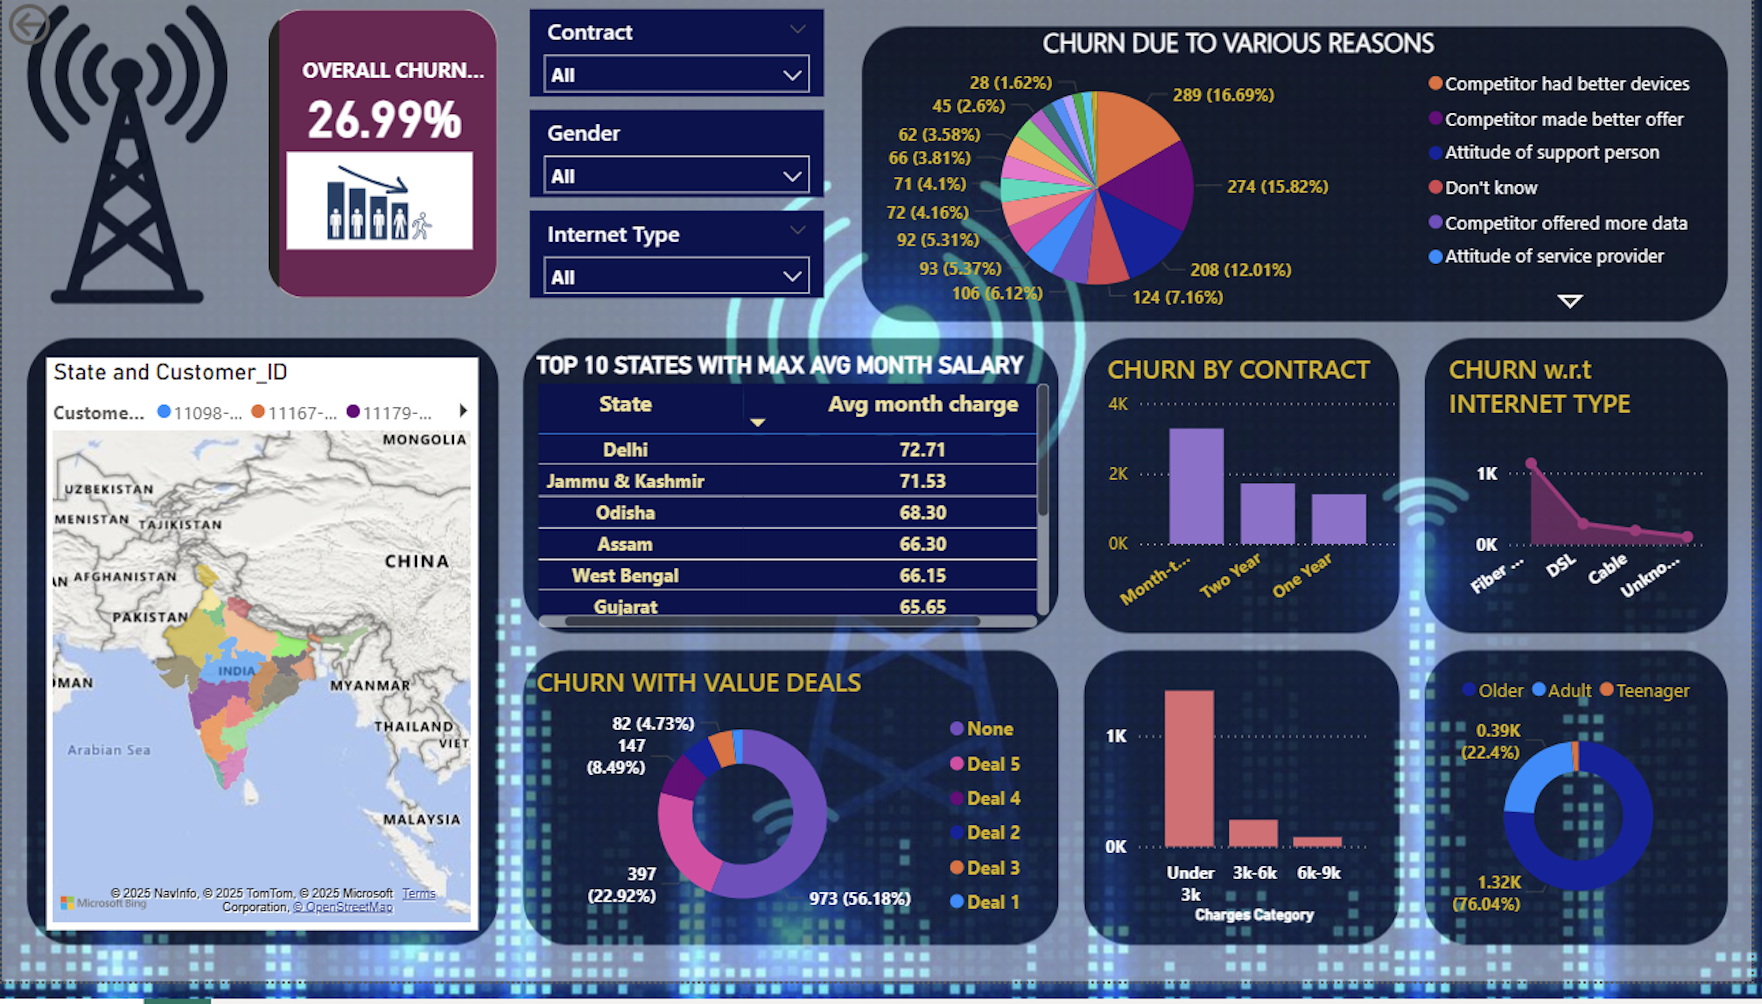 OVERALL CHURN...
26.99%
Contract
All
Gender
All
Internet Type
All
CHURN DUE TO VARIOUS REASONS
28 (1.62%)
45 (2.6%)
62 (3.58%)
66 (3.81%)
71 (4.1%)
72 (4.16%)
92 (5.31%)
93 (5.37%)
106 (6.12%)
289 (16.69%)
274 (15.82%)
208 (12.01%)
124 (7.16%)
Competitor had better devices
Competitor made better offer
Attitude of support person
Don't know
Competitor offered more data
Attitude of service provider
State and Customer_ID
Custome... 11098-... 11167-... 11179-...
MONGOLIA
UZBEKISTAN
MENISTAN
TAJIKISTAN
CHINA
AN
AFGHANISTAN
PAKISTAN
INDIA
OMAN
MYANMAR
THAILAND
VIET
Arabian Sea
MALAYSIA
© 2025 NavInfo, © 2025 TomTom, © 2025 Microsoft Terms
Microsoft Bing
Corporation, © OpenStreetMap
TOP 10 STATES WITH MAX AVG MONTH SALARY
State Avg month charge
Delhi 72.71
Jammu & Kashmir 71.53
Odisha 68.30
Assam 66.30
West Bengal 66.15
Gujarat 65.65
CHURN BY CONTRACT
4K
2K
0K
Month-t... Two Year One Year
CHURN w.r.t
INTERNET TYPE
1K
0K
Fiber ... DSL Cable Unkno...
CHURN WITH VALUE DEALS
82 (4.73%)
147
(8.49%)
397
(22.92%)
973 (56.18%)
None
Deal 5
Deal 4
Deal 2
Deal 3
Deal 1
1K
0K
Under
3k
3k-6k
6k-9k
Charges Category
Older Adult Teenager
0.39K
(22.4%)
1.32K
(76.04%)